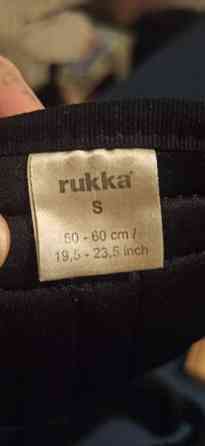 rukka
S
50 - 60 cm /
19,5 - 23,5 inch